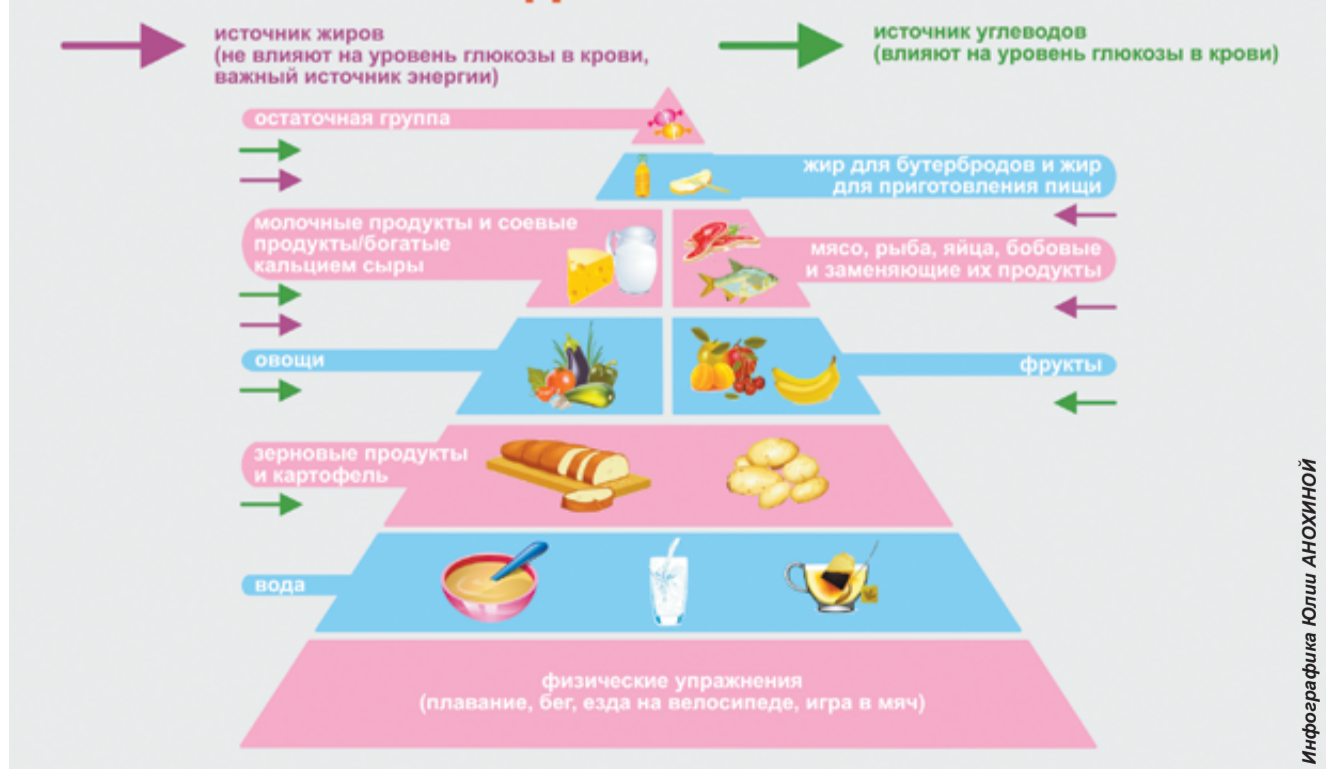 источник жиров
(не влияют на уровень глюкозы в крови,
важный источник энергии)
источник углеводов
(влияют на уровень глюкозы в крови)
остаточная группа
жир для бутербродов и жир
для приготовления пищи
молочные продукты и соевые
продукты/богатые
кальцием сыры
мясо, рыба, яйца, бобовые
и заменяющие их продукты
овощи
фрукты
зерновые продукты
и картофель
вода
физические упражнения
(плавание, бег, езда на велосипеде, игра в мяч)
Инфографика Юлии АНОХИНОЙ